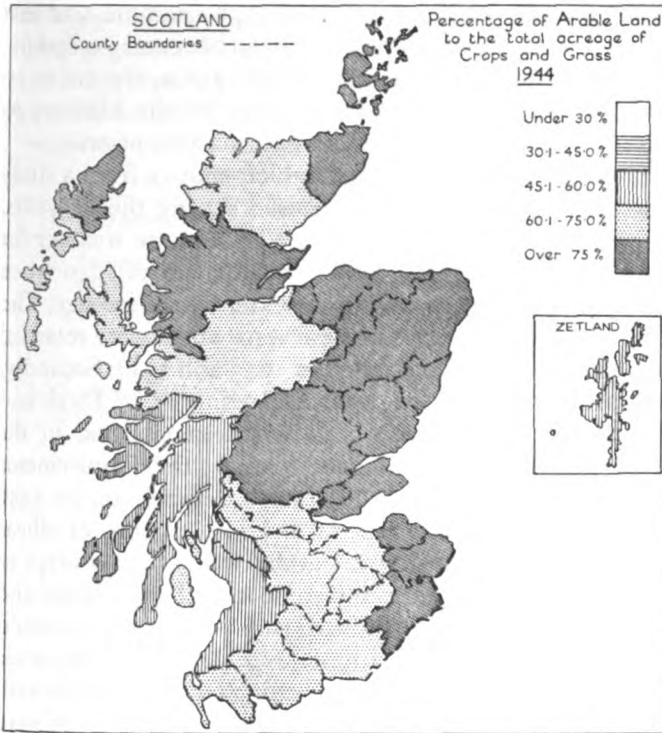 SCOTLAND
County Boundaries
Percentage of Arable Land
to the total acreage of
Crops and Grass
1944
Under 30 %
30·1 - 45·0 %
45·1 - 60·0 %
60·1 - 75·0 %
Over 75 %
ZETLAND